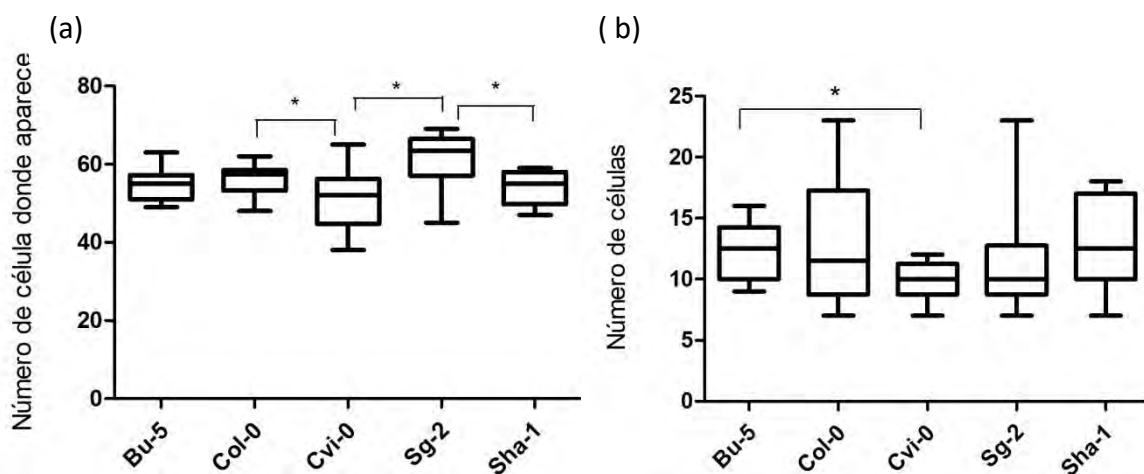 (a)
( b)
Número de célula donde aparece
80
60
40
20
0
* * *
Bu-5 Col-0 Cvi-0 Sg-2 Sha-1
Número de células
25
20
15
10
5
0
*
Bu-5 Col-0 Cvi-0 Sg-2 Sha-1